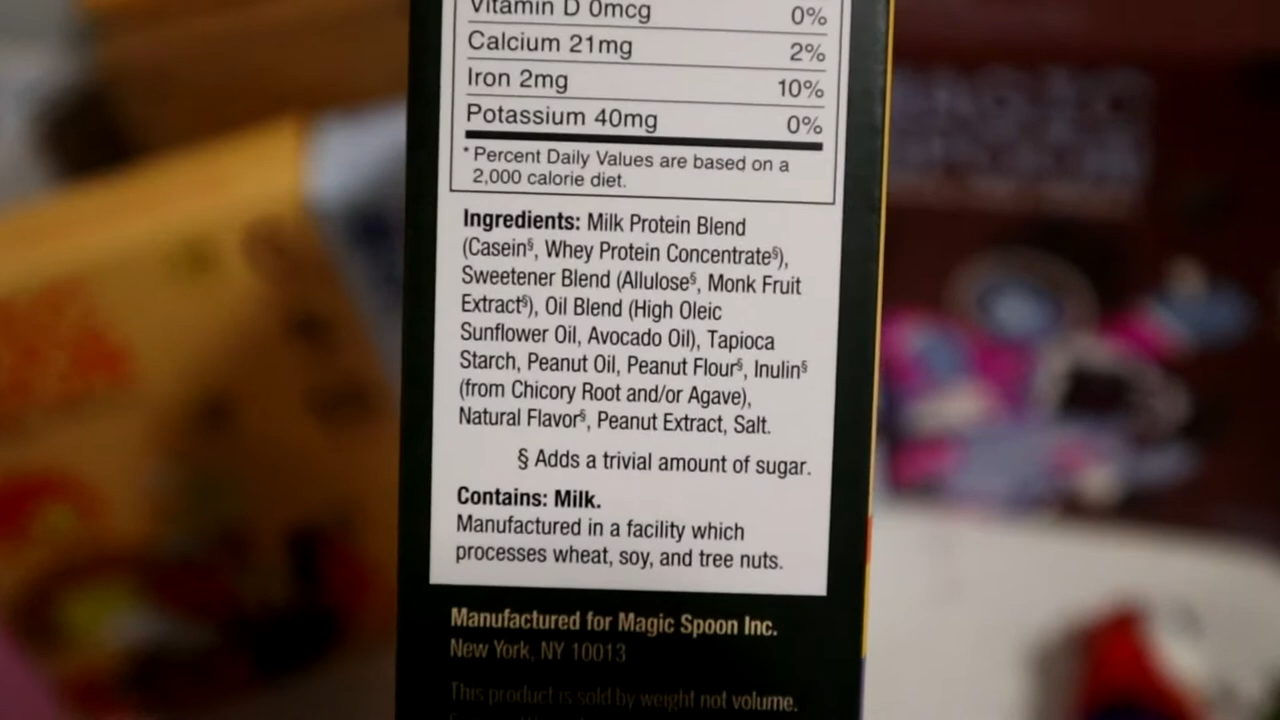 Vitamin D 0mcg 0%
Calcium 21mg 2%
Iron 2mg 10%
Potassium 40mg 0%
* Percent Daily Values are based on a
2,000 calorie diet.
Ingredients: Milk Protein Blend
(Casein§, Whey Protein Concentrate§),
Sweetener Blend (Allulose§, Monk Fruit
Extract§), Oil Blend (High Oleic
Sunflower Oil, Avocado Oil), Tapioca
Starch, Peanut Oil, Peanut Flour§, Inulin§
(from Chicory Root and/or Agave),
Natural Flavor§, Peanut Extract, Salt.
§ Adds a trivial amount of sugar.
Contains: Milk.
Manufactured in a facility which
processes wheat, soy, and tree nuts.
Manufactured for Magic Spoon Inc.
New York, NY 10013
This product is sold by weight not volume.